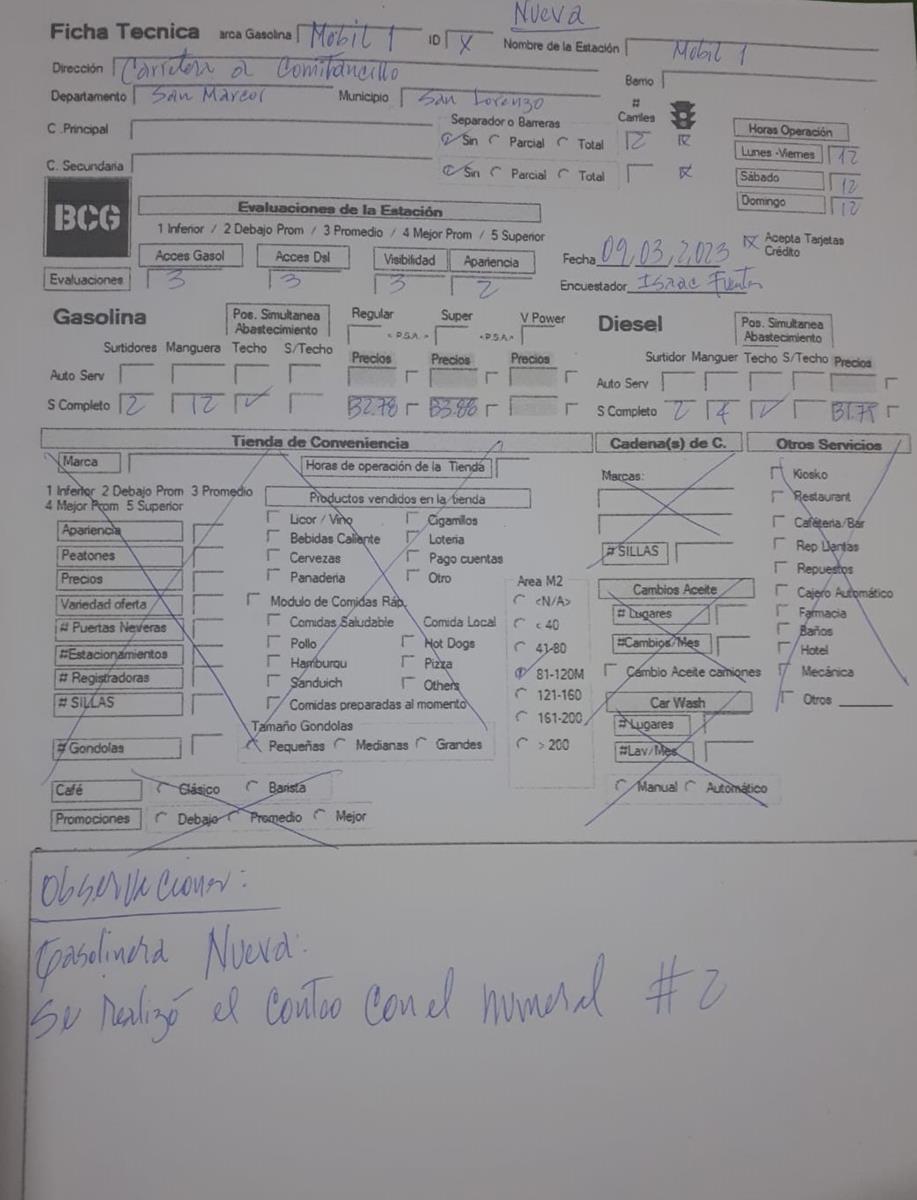 Nueva
Ficha Tecnica arca Gasolina Mobil 1 ID X Nombre de la Estación Mobil 1
Dirección Carretera a Comitancillo Barrio
Departamento San Marcos Municipio San Lorenzo
C .Principal Separador o Barreras # Carriles
Sin Parcial Total 2
C. Secundaria Sin Parcial Total
Horas Operación
Lunes -Viernes 12
Sábado 12
Domingo 12
BCG
Evaluaciones de la Estación
1 Inferior / 2 Debajo Prom / 3 Promedio / 4 Mejor Prom / 5 Superior
Acces Gasol Acces Dsl Visibilidad Apariencia
Evaluaciones 3 3 3 2
Fecha 09,03,2,023 Acepta Tarjetas Crédito
Encuestador Isaac Fuentes
Gasolina Pos. Simultanea Abastecimiento Regular Super V Power
< D.S.A. > < D.S.A. >
Surtidores Manguera Techo S/Techo Precios Precios Precios
Auto Serv
S Completo 2 12 32.78 33.88
Diesel Pos. Simultanea Abastecimiento
Surtidor Manguer Techo S/Techo Precios
Auto Serv
S Completo 2 4 31.75
Tienda de Conveniencia
Marca Horas de operación de la Tienda
1 Inferior 2 Debajo Prom 3 Promedio
4 Mejor Prom 5 Superior
Apariencia
Peatones
Precios
Variedad oferta
# Puertas Neveras
#Estacionamientos
# Registradoras
# SILLAS
# Gondolas
Productos vendidos en la tienda
Licor / Vino Cigarrillos
Bebidas Caliente Loteria
Cervezas Pago cuentas
Panaderia Otro
Modulo de Comidas Ráp.
Comidas Saludable Comida Local
Pollo Hot Dogs
Hamburqu Pizza
Sanduich Others
Comidas preparadas al momento
Tamaño Gondolas
Pequeñas Medianas Grandes
Area M2
<N/A>
< 40
41-80
81-120M
121-160
161-200
> 200
Café Clásico Barista
Promociones Debajo Promedio Mejor
Cadena(s) de C.
Marcas:
# SILLAS
Cambios Aceite
# Lugares
#Cambios/Mes
Cambio Aceite camiones
Car Wash
# Lugares
#Lav/Mes
Manual Automático
Otros Servicios
Kiosko
Restaurant
Cafeteria/Bar
Rep Llantas
Repuestos
Cajero Automático
Farmacia
Baños
Hotel
Mecánica
Otros
Observaciones:
Gasolinera Nueva.
Se realizó el conteo con el numeral #2